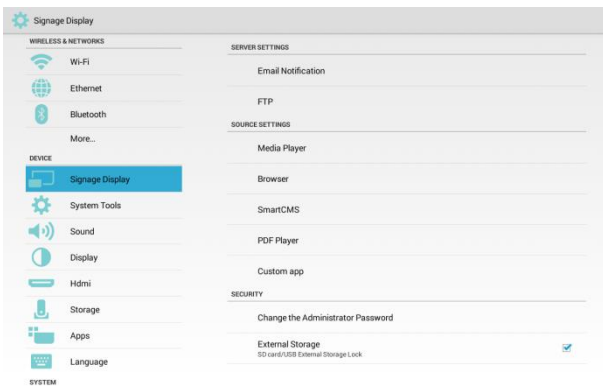 Signage Display
WIRELESS & NETWORKS
Wi-Fi
Ethernet
Bluetooth
More...
DEVICE
Signage Display
System Tools
Sound
Display
Hdmi
Storage
Apps
Language
SYSTEM
SERVER SETTINGS
Email Notification
FTP
SOURCE SETTINGS
Media Player
Browser
SmartCMS
PDF Player
Custom app
SECURITY
Change the Administrator Password
External Storage
SD card/USB External Storage Lock